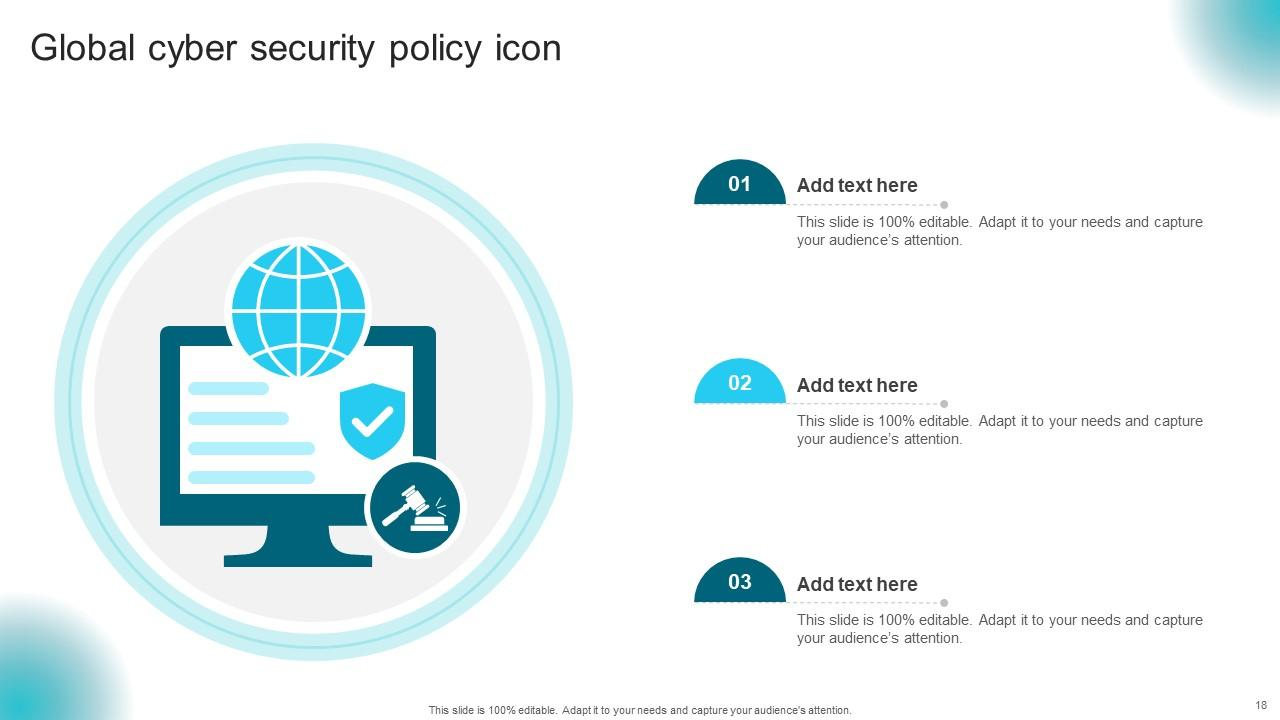 Global cyber security policy icon
01
Add text here
This slide is 100% editable. Adapt it to your needs and capture
your audience’s attention.
02
Add text here
This slide is 100% editable. Adapt it to your needs and capture
your audience’s attention.
03
Add text here
This slide is 100% editable. Adapt it to your needs and capture
your audience’s attention.
This slide is 100% editable. Adapt it to your needs and capture your audience's attention.
18